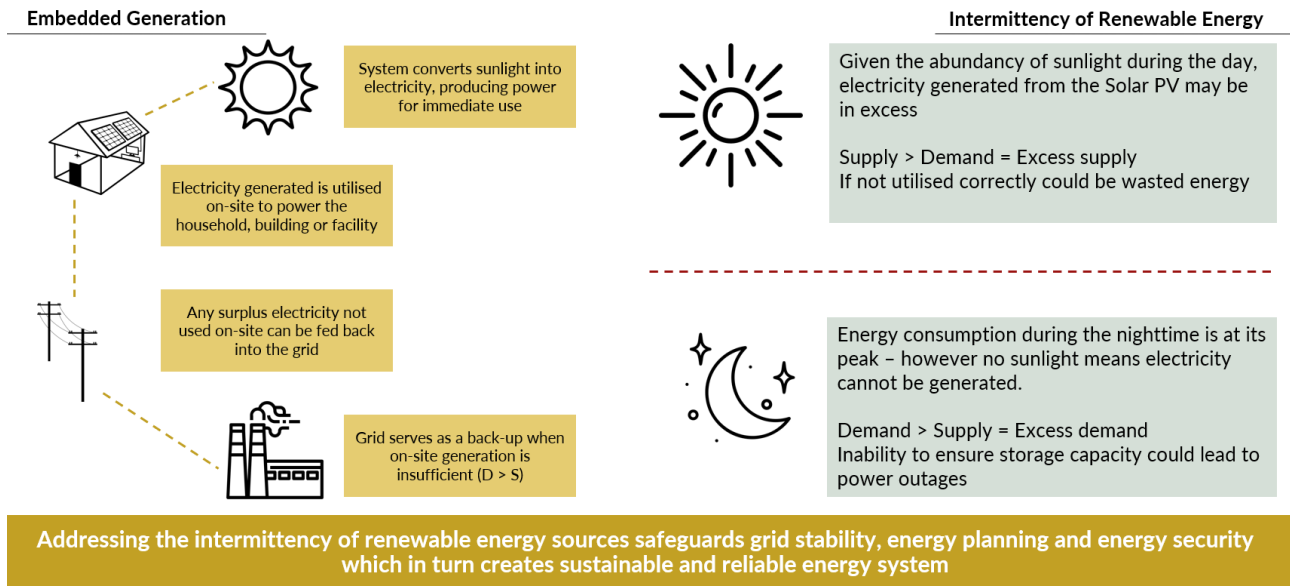 Embedded Generation
System converts sunlight into
electricity, producing power
for immediate use
Electricity generated is utilised
on-site to power the
household, building or facility
Any surplus electricity not
used on-site can be fed back
into the grid
Grid serves as a back-up when
on-site generation is
insufficient (D > S)
Intermittency of Renewable Energy
Given the abundancy of sunlight during the day,
electricity generated from the Solar PV may be
in excess
Supply > Demand = Excess supply
If not utilised correctly could be wasted energy
Energy consumption during the nighttime is at its
peak – however no sunlight means electricity
cannot be generated.
Demand > Supply = Excess demand
Inability to ensure storage capacity could lead to
power outages
Addressing the intermittency of renewable energy sources safeguards grid stability, energy planning and energy security
which in turn creates sustainable and reliable energy system